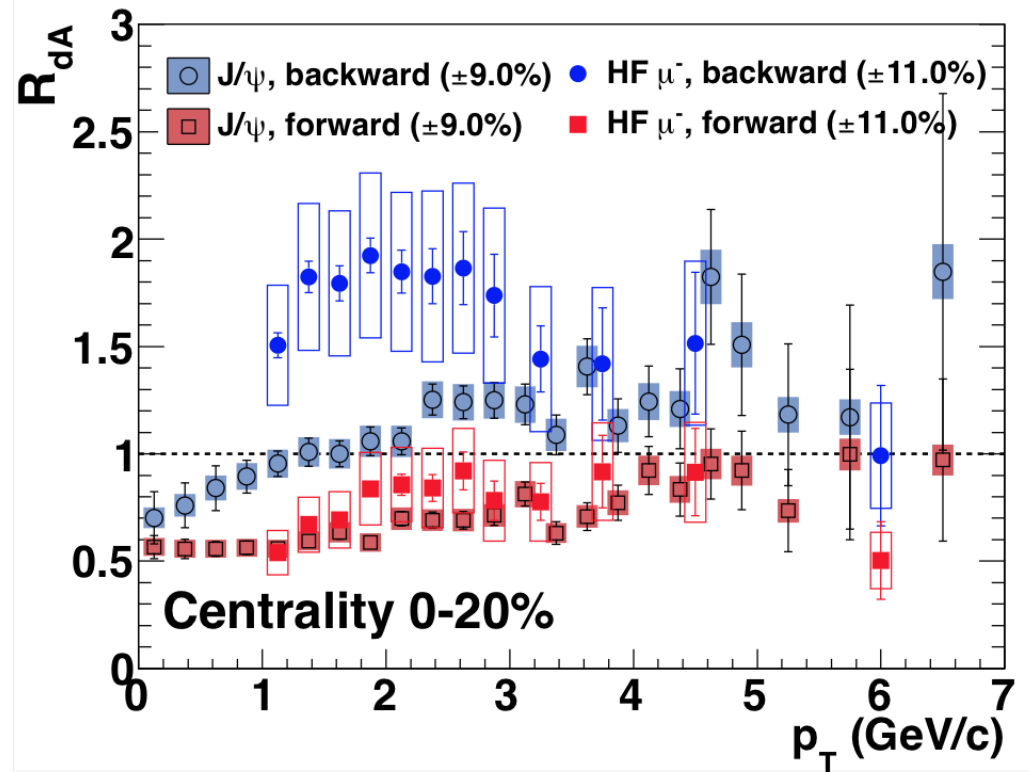 R_dA
3
2.5
2
1.5
1
0.5
0
J/ψ, backward (±9.0%)
HF μ⁻, backward (±11.0%)
J/ψ, forward (±9.0%)
HF μ⁻, forward (±11.0%)
Centrality 0-20%
0 1 2 3 4 5 6 7
p_T (GeV/c)